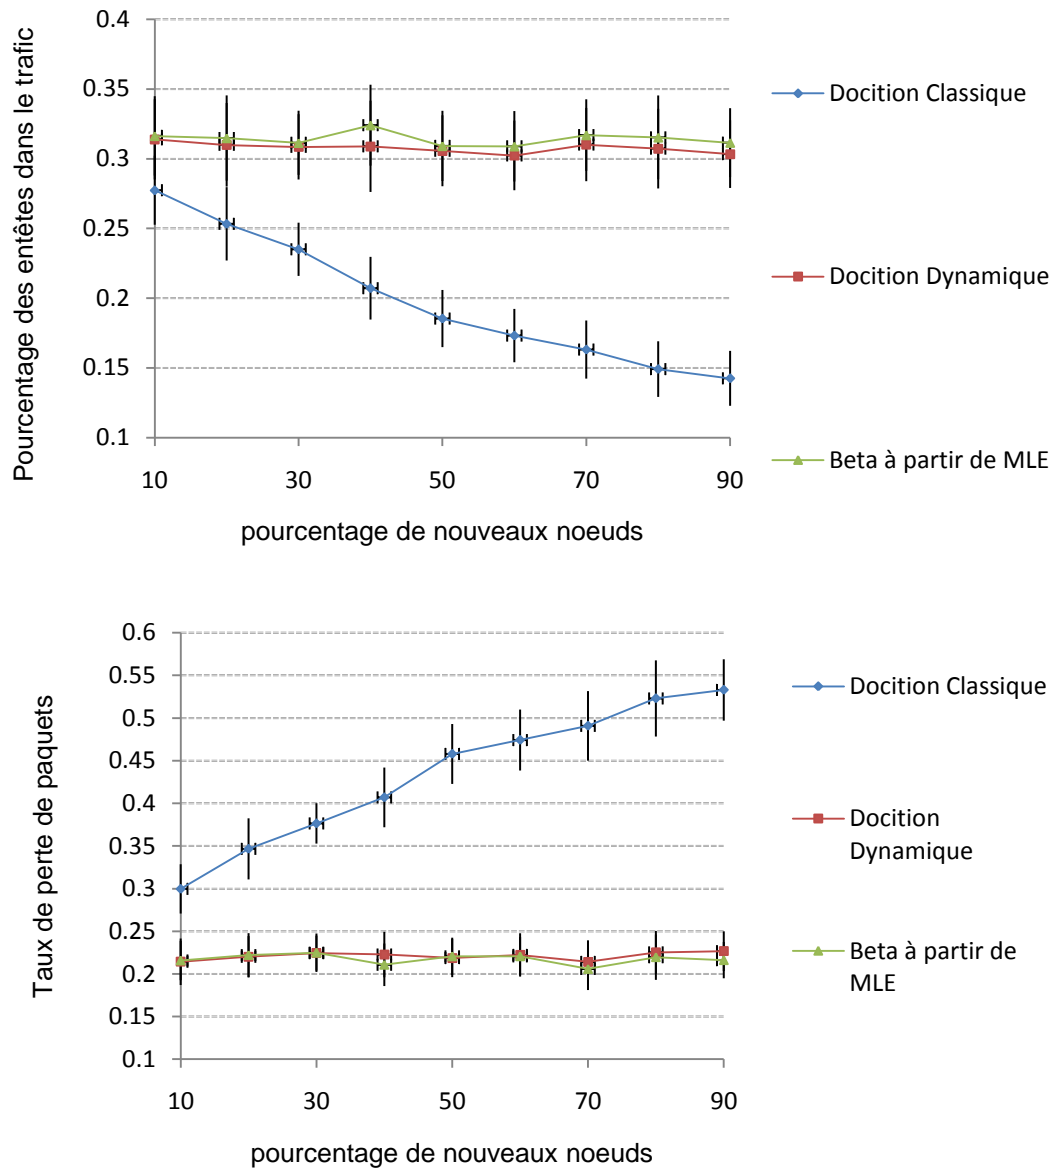 Pourcentage des entêtes dans le trafic
0.4
0.35
0.3
0.25
0.2
0.15
0.1
10 30 50 70 90
pourcentage de nouveaux noeuds
Docition Classique
Docition Dynamique
Beta à partir de MLE
Taux de perte de paquets
0.6
0.55
0.5
0.45
0.4
0.35
0.3
0.25
0.2
0.15
0.1
10 30 50 70 90
pourcentage de nouveaux noeuds
Docition Classique
Docition
Dynamique
Beta à partir de
MLE